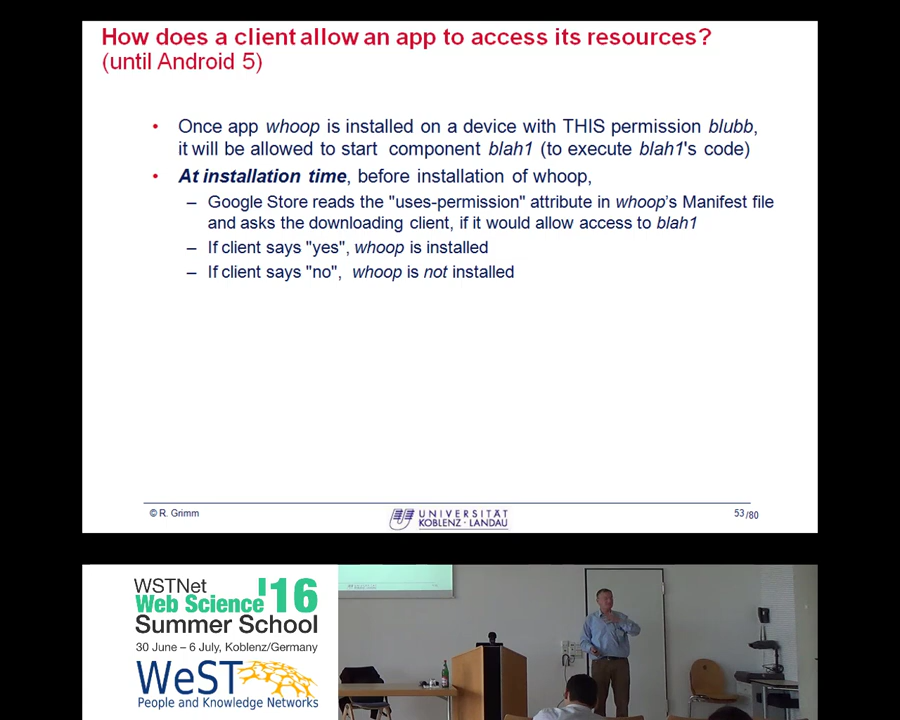 How does a client allow an app to access its resources?
(until Android 5)
• Once app whoop is installed on a device with THIS permission blubb,
it will be allowed to start component blah1 (to execute blah1's code)
• At installation time, before installation of whoop,
– Google Store reads the "uses-permission" attribute in whoop's Manifest file
and asks the downloading client, if it would allow access to blah1
– If client says "yes", whoop is installed
– If client says "no", whoop is not installed
© R. Grimm
UNIVERSITÄT
KOBLENZ · LANDAU
53/80
WSTNet
Web Science '16
Summer School
30 June – 6 July, Koblenz/Germany
WeST
People and Knowledge Networks